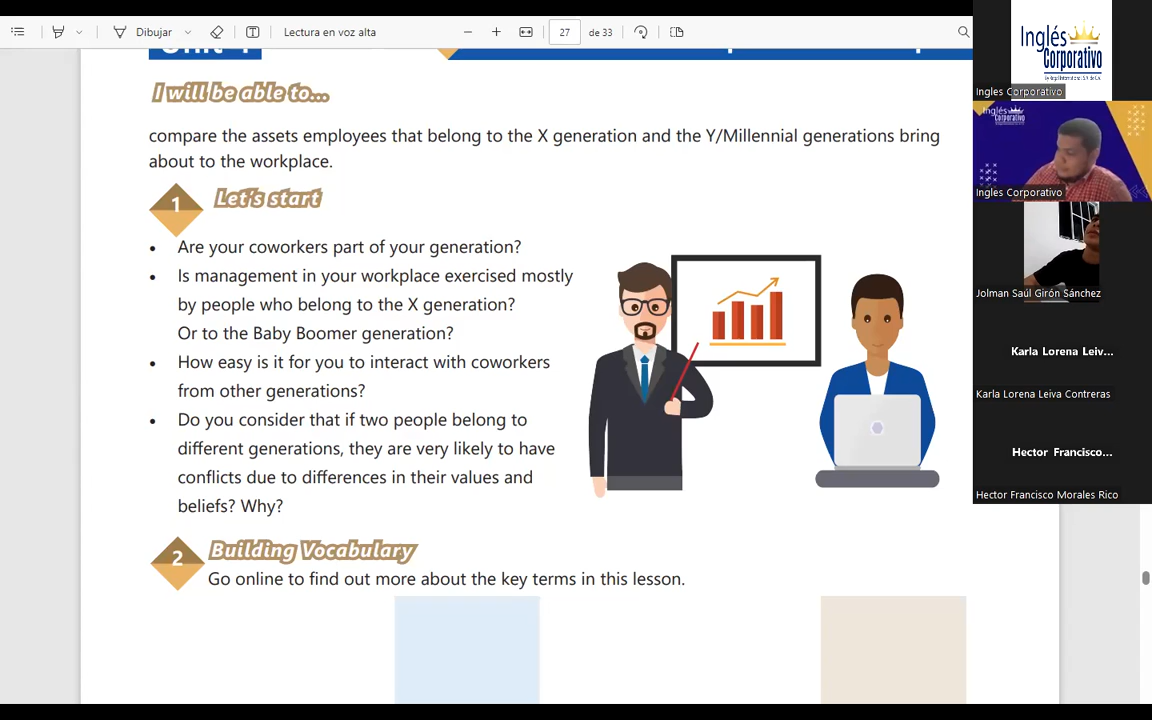 Dibujar
Lectura en voz alta
27
de 33
I will be able to...
compare the assets employees that belong to the X generation and the Y/Millennial generations bring
about to the workplace.
1
Let's start
• Are your coworkers part of your generation?
• Is management in your workplace exercised mostly
by people who belong to the X generation?
Or to the Baby Boomer generation?
• How easy is it for you to interact with coworkers
from other generations?
• Do you consider that if two people belong to
different generations, they are very likely to have
conflicts due to differences in their values and
beliefs? Why?
2
Building Vocabulary
Go online to find out more about the key terms in this lesson.
Inglés
Corporativo
Ingles Corporativo
Inglés
Corporativo
Ingles Corporativo
Jolman Saúl Girón Sánchez
Karla Lorena Leiv...
Karla Lorena Leiva Contreras
Hector Francisco...
Hector Francisco Morales Rico